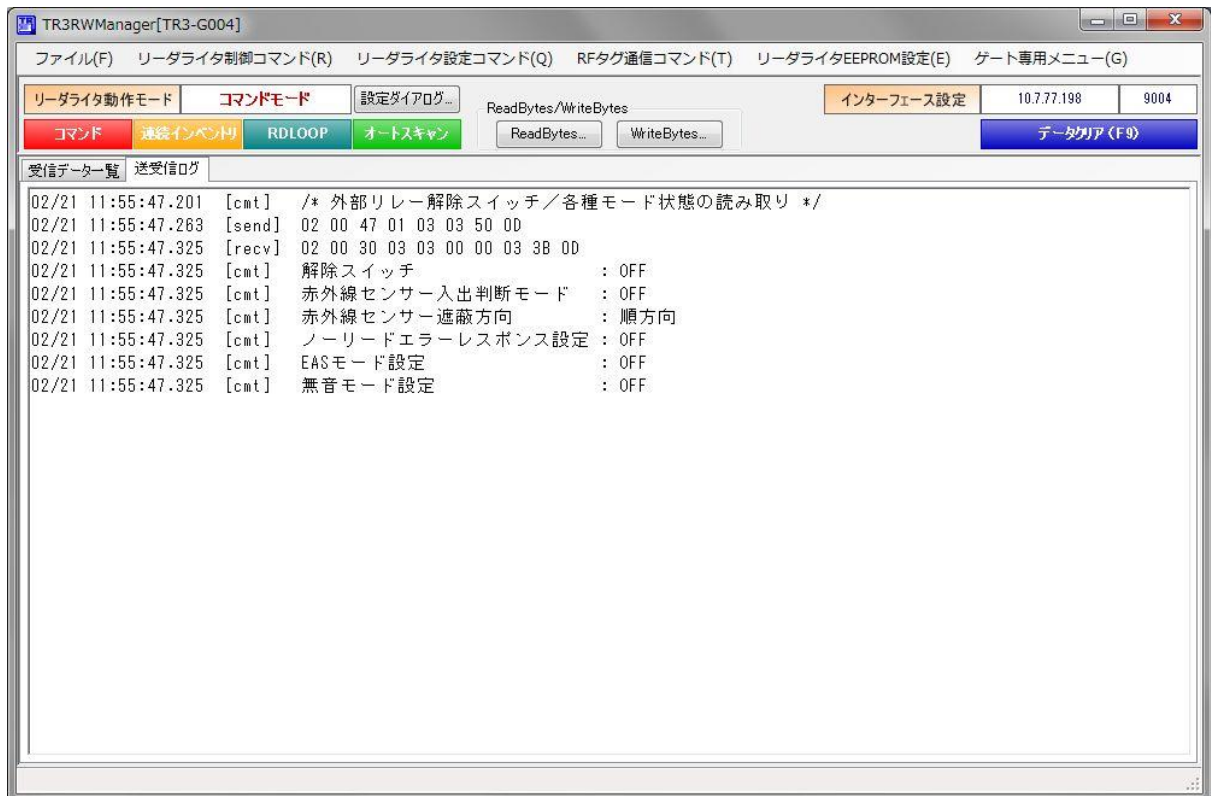 TR3RWManager[TR3-G004]
ファイル(F) リーダライタ制御コマンド(R) リーダライタ設定コマンド(Q) RFタグ通信コマンド(T) リーダライタEEPROM設定(E) ゲート専用メニュー(G)
リーダライタ動作モード コマンドモード 設定ダイアログ... ReadBytes/WriteBytes インターフェース設定 10.7.77.198 9004
コマンド 連続インベントリ RDLOOP オートスキャン ReadBytes... WriteBytes... データクリア(F9)
受信データ一覧 送受信ログ
02/21 11:55:47.201 [cmt] /* 外部リレー解除スイッチ/各種モード状態の読み取り */
02/21 11:55:47.263 [send] 02 00 47 01 03 03 50 0D
02/21 11:55:47.325 [recv] 02 00 30 03 03 00 00 03 3B 0D
02/21 11:55:47.325 [cmt] 解除スイッチ : OFF
02/21 11:55:47.325 [cmt] 赤外線センサー入出判断モード : OFF
02/21 11:55:47.325 [cmt] 赤外線センサー遮蔽方向 : 順方向
02/21 11:55:47.325 [cmt] ノーリードエラーレスポンス設定 : OFF
02/21 11:55:47.325 [cmt] EASモード設定 : OFF
02/21 11:55:47.325 [cmt] 無音モード設定 : OFF